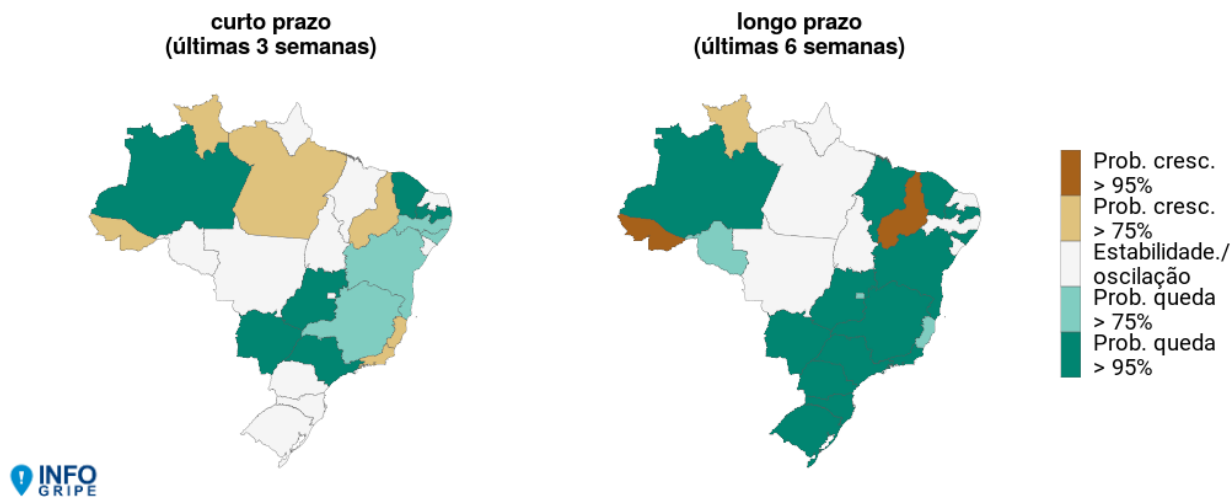 curto prazo
(últimas 3 semanas)
longo prazo
(últimas 6 semanas)
Prob. cresc.
> 95%
Prob. cresc.
> 75%
Estabilidade./
oscilação
Prob. queda
> 75%
Prob. queda
> 95%
INFO
GRIPE